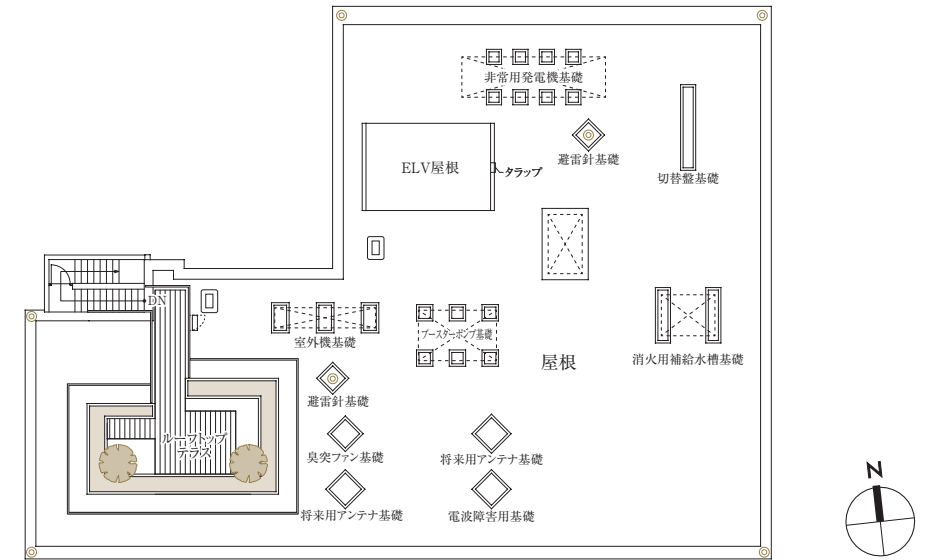 非常用発電機基礎
避雷針基礎
ELV屋根
タラップ
切替盤基礎
DN
室外機基礎
ブースターポンプ基礎
屋根
消火用補給水槽基礎
避雷針基礎
ルーフトップ
テラス
臭突ファン基礎
将来用アンテナ基礎
将来用アンテナ基礎
電波障害用基礎
N